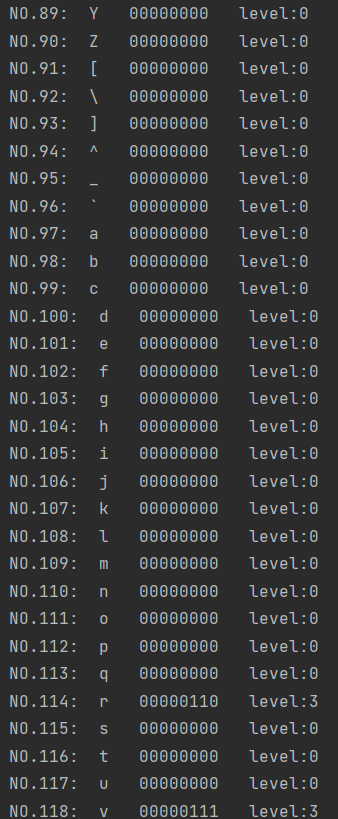 NO.89:  Y   00000000   level:0
NO.90:  Z   00000000   level:0
NO.91:  [   00000000   level:0
NO.92:  \   00000000   level:0
NO.93:  ]   00000000   level:0
NO.94:  ^   00000000   level:0
NO.95:  _   00000000   level:0
NO.96:  `   00000000   level:0
NO.97:  a   00000000   level:0
NO.98:  b   00000000   level:0
NO.99:  c   00000000   level:0
NO.100:  d   00000000   level:0
NO.101:  e   00000000   level:0
NO.102:  f   00000000   level:0
NO.103:  g   00000000   level:0
NO.104:  h   00000000   level:0
NO.105:  i   00000000   level:0
NO.106:  j   00000000   level:0
NO.107:  k   00000000   level:0
NO.108:  l   00000000   level:0
NO.109:  m   00000000   level:0
NO.110:  n   00000000   level:0
NO.111:  o   00000000   level:0
NO.112:  p   00000000   level:0
NO.113:  q   00000000   level:0
NO.114:  r   00000110   level:3
NO.115:  s   00000000   level:0
NO.116:  t   00000000   level:0
NO.117:  u   00000000   level:0
NO.118:  v   00000111   level:3